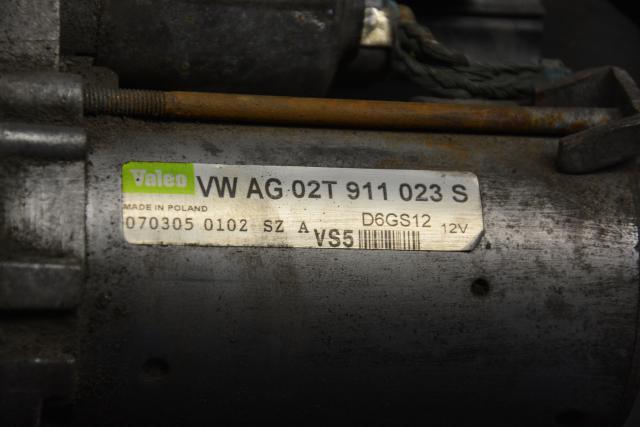 Valeo VW AG 02T 911 023 S
MADE IN POLAND D6GS12 12V
070305 0102 SZ A VS5